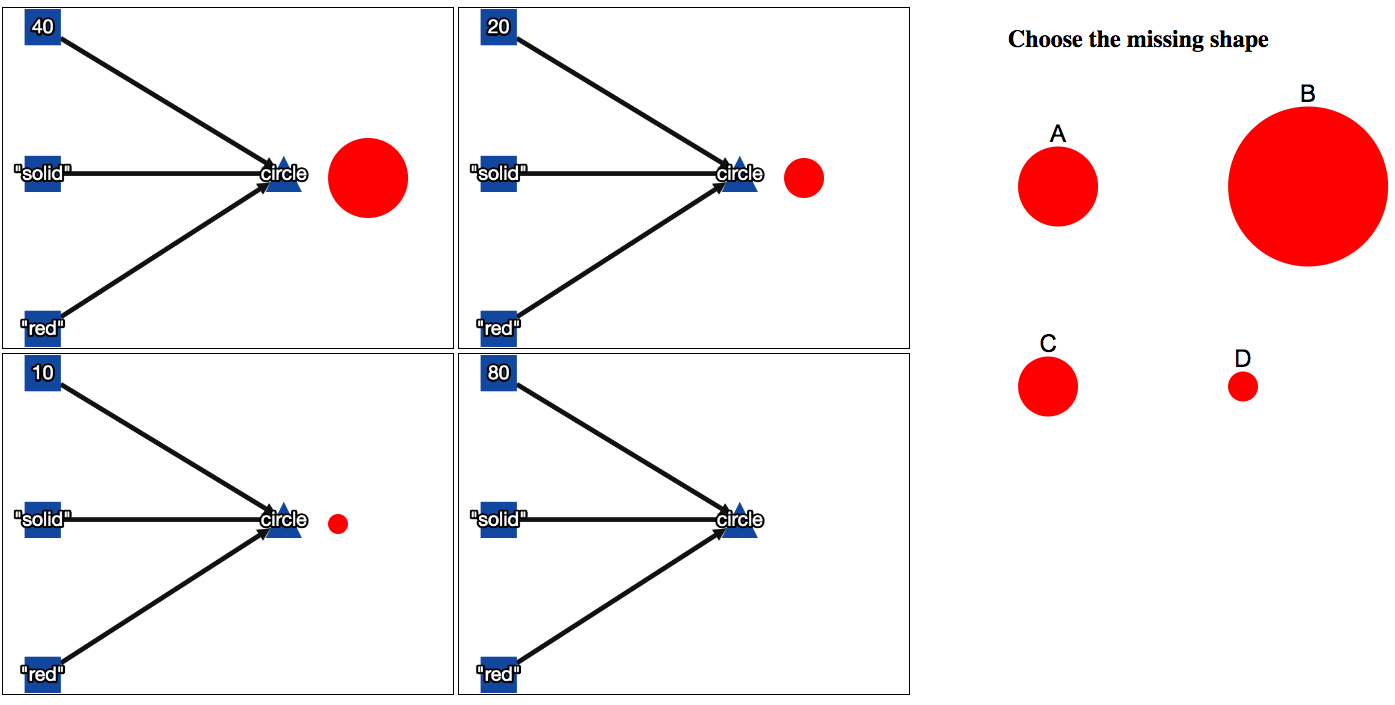 40
"solid"
circle
"red"
20
"solid"
circle
"red"
10
"solid"
circle
"red"
80
"solid"
circle
"red"
Choose the missing shape
A
B
C
D